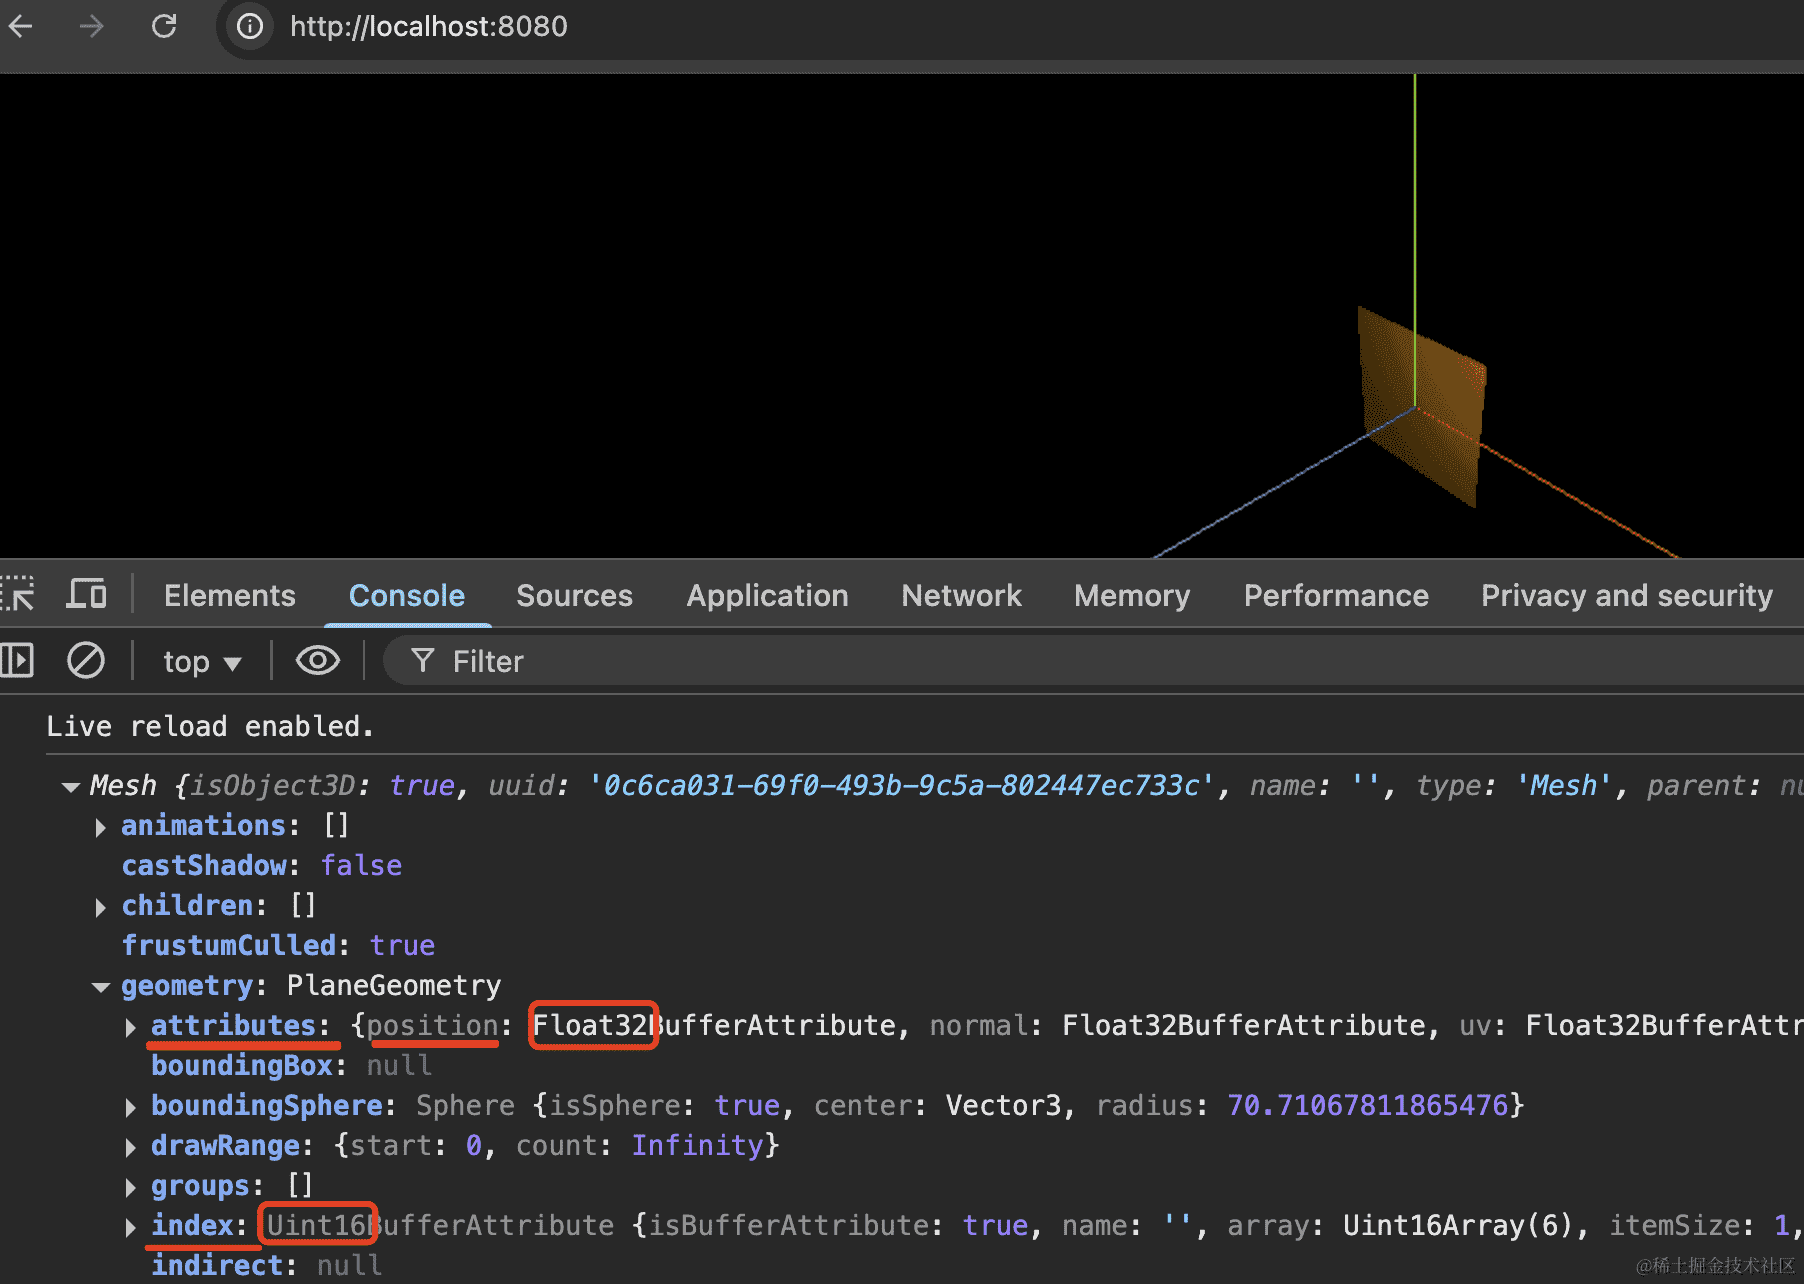 http://localhost:8080
Elements Console Sources Application Network Memory Performance Privacy and security
top Filter
Live reload enabled.
Mesh {isObject3D: true, uuid: '0c6ca031-69f0-493b-9c5a-802447ec733c', name: '', type: 'Mesh', parent: nu
animations: []
castShadow: false
children: []
frustumCulled: true
geometry: PlaneGeometry
attributes: {position: Float32BufferAttribute, normal: Float32BufferAttribute, uv: Float32BufferAttr
boundingBox: null
boundingSphere: Sphere {isSphere: true, center: Vector3, radius: 70.71067811865476}
drawRange: {start: 0, count: Infinity}
groups: []
index: Uint16BufferAttribute {isBufferAttribute: true, name: '', array: Uint16Array(6), itemSize: 1,
indirect: null
@稀土掘金技术社区